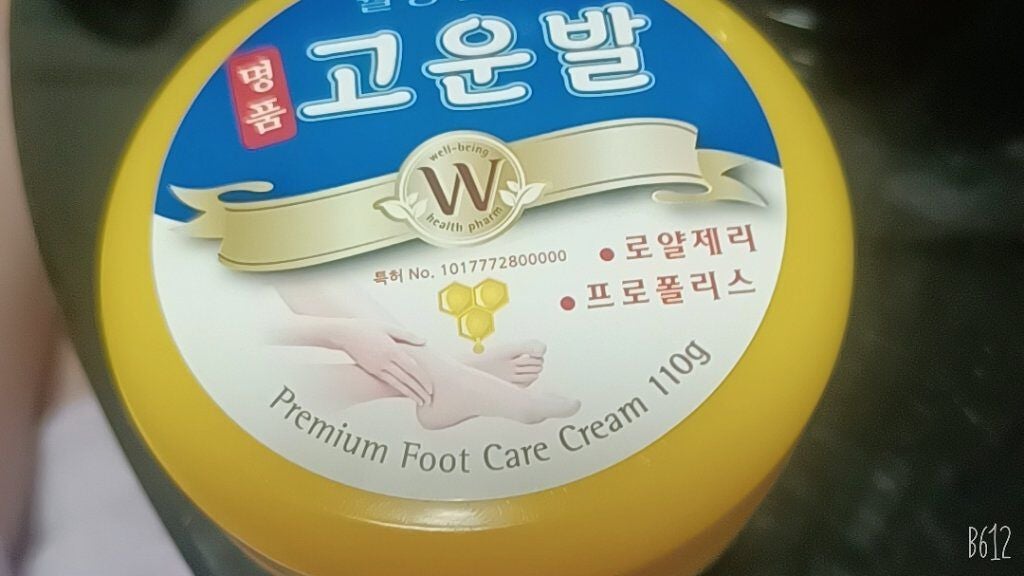 명품
고운발
well-being
W
health pharm
특허 No. 1017772800000
• 로얄제리
• 프로폴리스
Premium Foot Care Cream 110g
B612